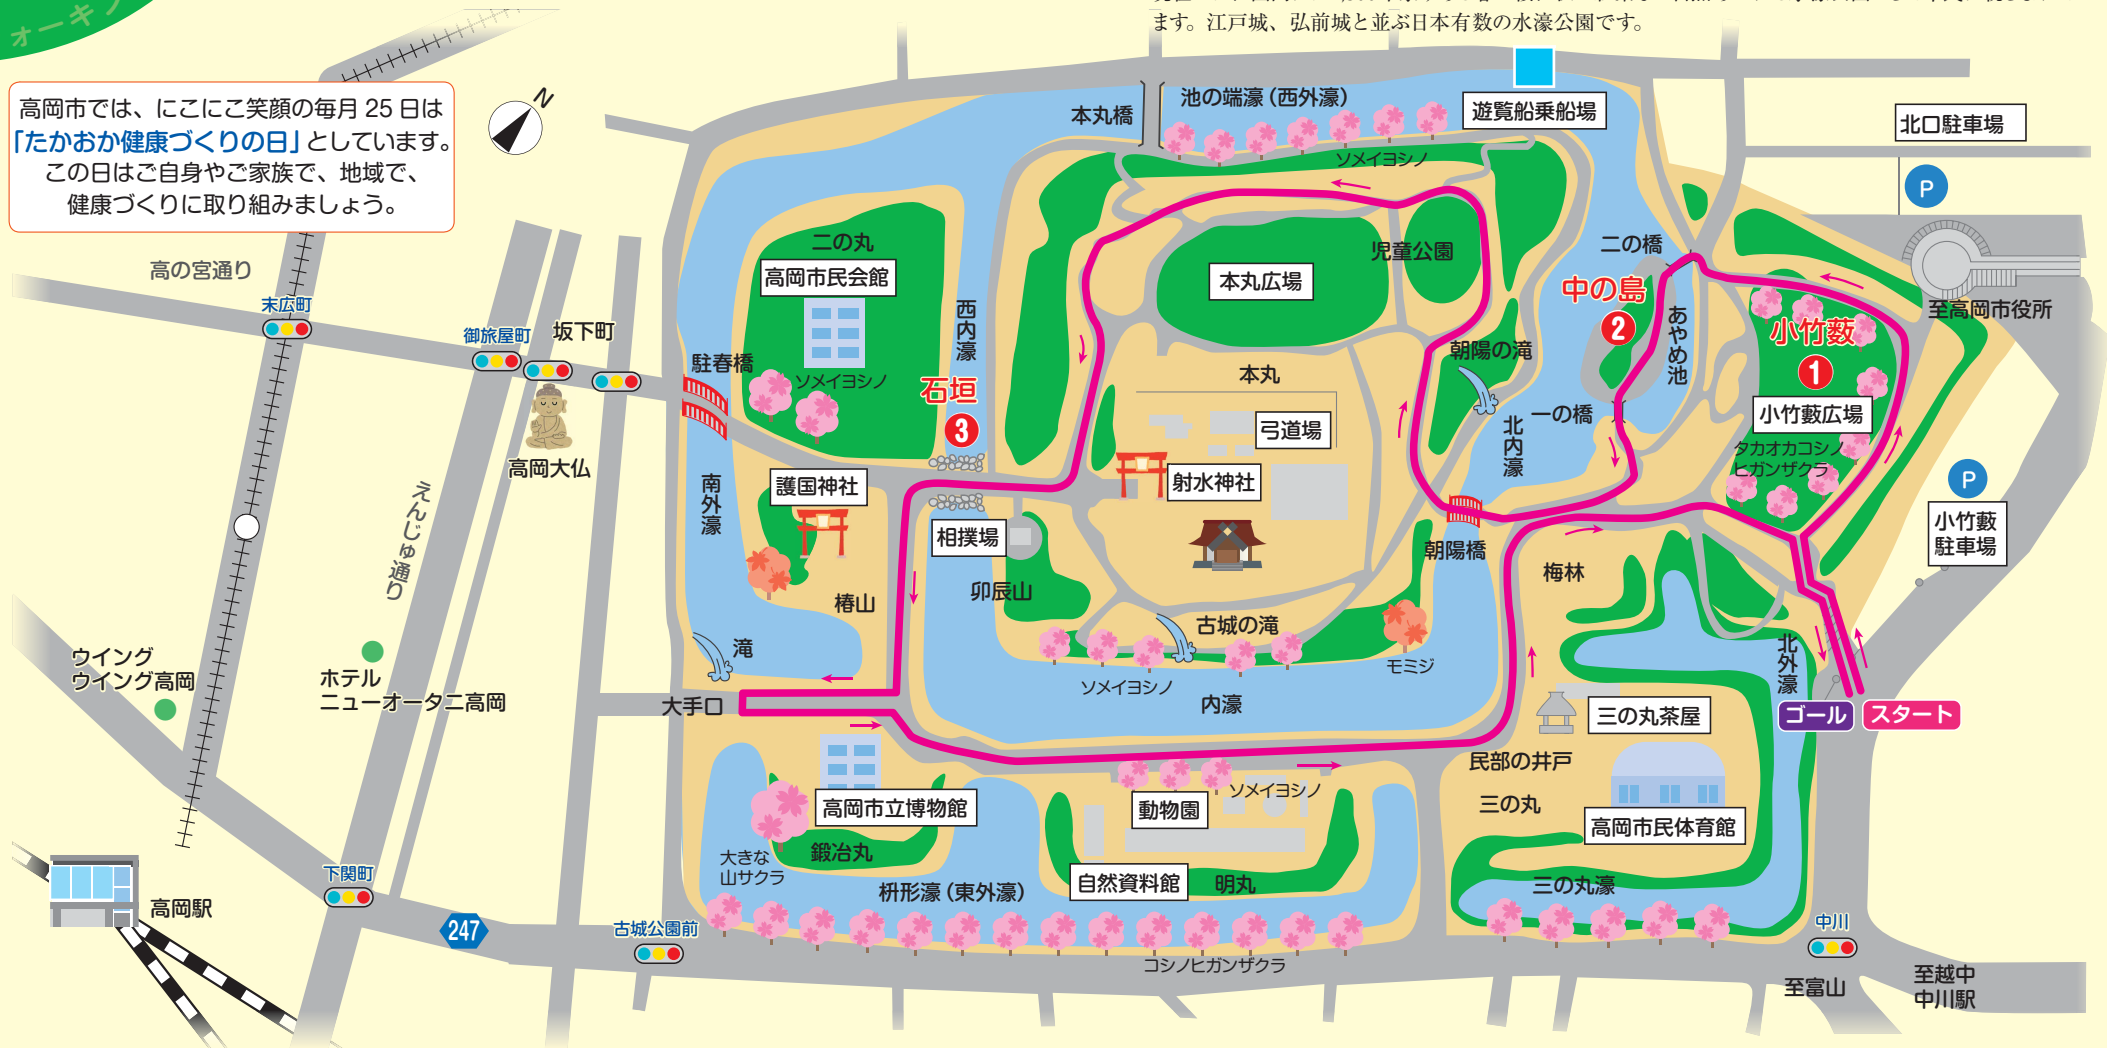 オーキン
ます。江戸城、弘前城と並ぶ日本有数の水濠公園です。
高岡市では、にこにこ笑顔の毎月25日は
「たかおか健康づくりの日」としています。
この日はご自身やご家族で、地域で、
健康づくりに取り組みましょう。
N
本丸橋
池の端濠（西外濠）
遊覧船乗船場
北口駐車場
P
ソメイヨシノ
二の丸
高岡市民会館
ソメイヨシノ
西内濠
児童公園
本丸広場
二の橋
中の島
2
あやめ池
小竹藪
1
小竹藪広場
タカオカコシノ
ヒガンザクラ
至高岡市役所
高の宮通り
末広町
御旅屋町
坂下町
駐春橋
石垣
3
朝陽の滝
本丸
一の橋
北内濠
弓道場
射水神社
高岡大仏
えんじゅ通り
南外濠
護国神社
相撲場
卯辰山
椿山
朝陽橋
梅林
P
小竹藪
駐車場
古城の滝
モミジ
ソメイヨシノ
内濠
滝
大手口
北外濠
ゴール
スタート
ウイング
ウイング高岡
ホテル
ニューオータニ高岡
三の丸茶屋
民部の井戸
三の丸
高岡市民体育館
高岡市立博物館
動物園
ソメイヨシノ
大きな
山サクラ
鍛冶丸
枡形濠（東外濠）
自然資料館
明丸
三の丸濠
下関町
高岡駅
247
古城公園前
コシノヒガンザクラ
中川
至富山
至越中
中川駅